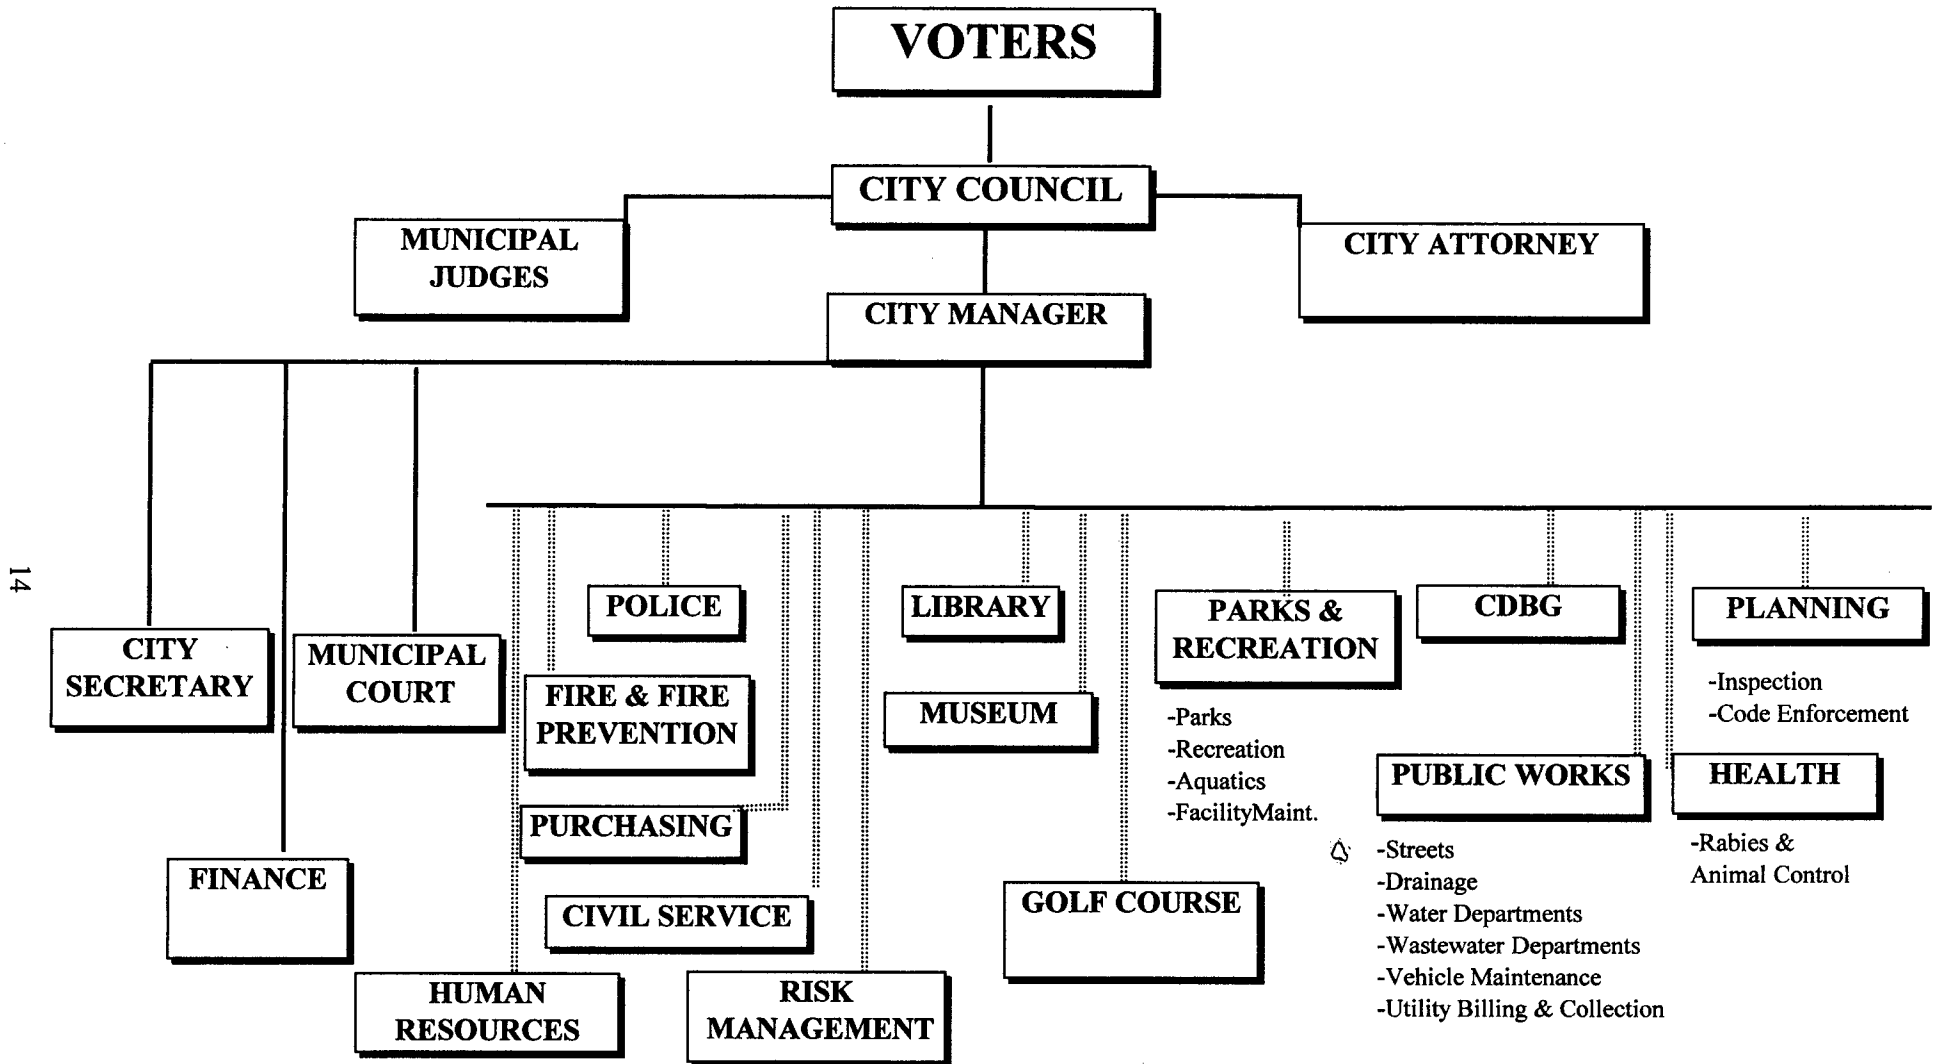 VOTERS
CITY COUNCIL
MUNICIPAL
JUDGES
CITY ATTORNEY
CITY MANAGER
14
CITY
SECRETARY
MUNICIPAL
COURT
FINANCE
POLICE
FIRE & FIRE
PREVENTION
PURCHASING
CIVIL SERVICE
HUMAN
RESOURCES
RISK
MANAGEMENT
LIBRARY
MUSEUM
GOLF COURSE
PARKS &
RECREATION
-Parks
-Recreation
-Aquatics
-FacilityMaint.
CDBG
PUBLIC WORKS
-Streets
-Drainage
-Water Departments
-Wastewater Departments
-Vehicle Maintenance
-Utility Billing & Collection
PLANNING
-Inspection
-Code Enforcement
HEALTH
-Rabies &
Animal Control